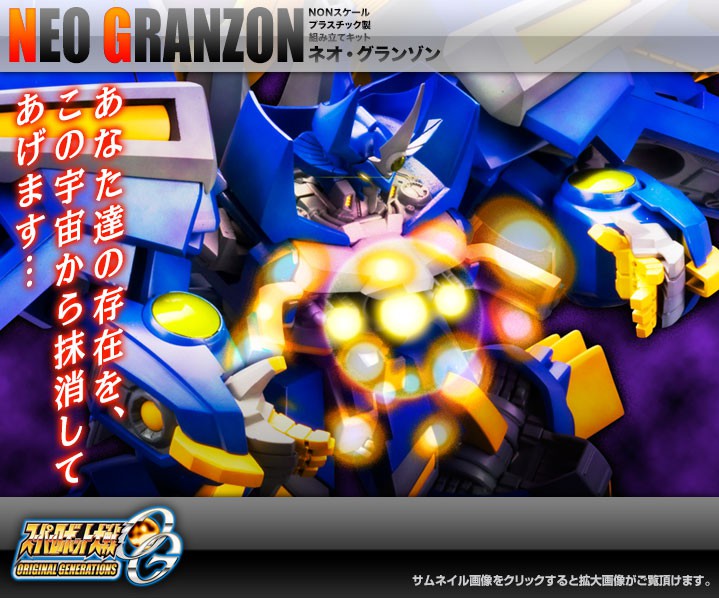 NEO GRANZON
NONスケール
プラスチック製
組み立てキット
ネオ・グランゾン
あなた達の存在を、
この宇宙から抹消して
あげます…
スーパーロボット大戦
OG
ORIGINAL GENERATIONS
サムネイル画像をクリックすると拡大画像がご覧頂けます。